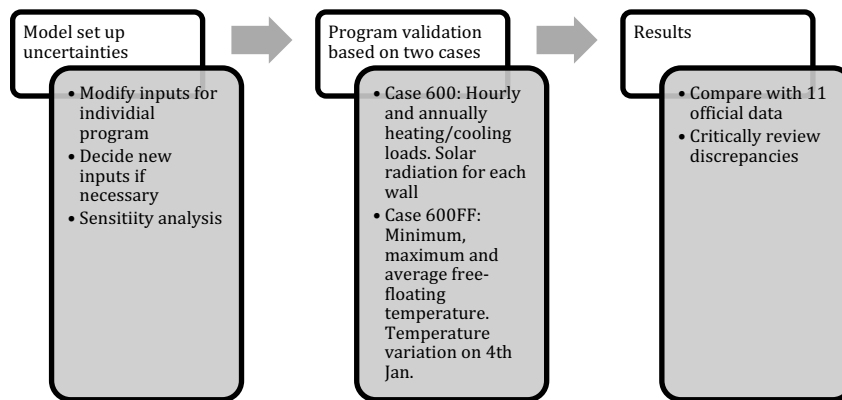 Model set up
uncertainties
• Modify inputs for
individial
program
• Decide new
inputs if
necessary
• Sensitiity analysis
Program validation
based on two cases
• Case 600: Hourly
and annually
heating/cooling
loads. Solar
radiation for each
wall
• Case 600FF:
Minimum,
maximum and
average free-
floating
temperature.
Temperature
variation on 4th
Jan.
Results
• Compare with 11
official data
• Critically review
discrepancies